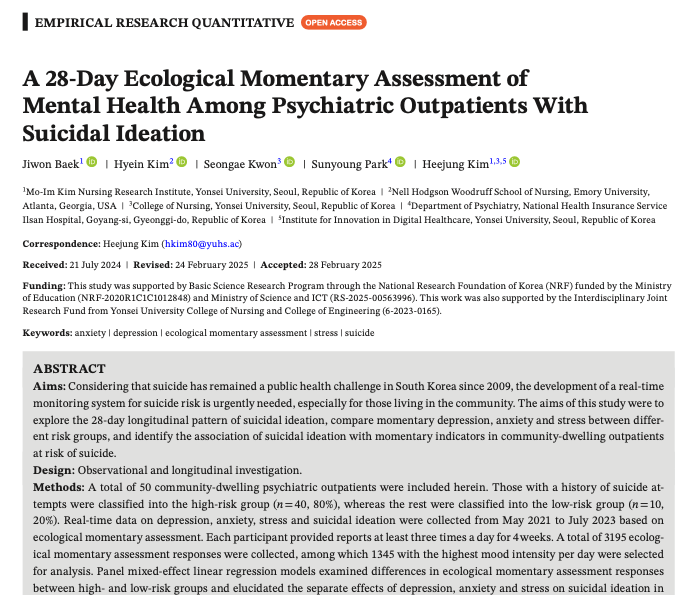 EMPIRICAL RESEARCH QUANTITATIVE OPEN ACCESS
A 28-Day Ecological Momentary Assessment of
Mental Health Among Psychiatric Outpatients With
Suicidal Ideation
Jiwon Baek1 iD | Hyein Kim2 iD | Seongae Kwon3 iD | Sunyoung Park4 iD | Heejung Kim1,3,5 iD
1Mo-Im Kim Nursing Research Institute, Yonsei University, Seoul, Republic of Korea | 2Nell Hodgson Woodruff School of Nursing, Emory University,
Atlanta, Georgia, USA | 3College of Nursing, Yonsei University, Seoul, Republic of Korea | 4Department of Psychiatry, National Health Insurance Service
Ilsan Hospital, Goyang-si, Gyeonggi-do, Republic of Korea | 5Institute for Innovation in Digital Healthcare, Yonsei University, Seoul, Republic of Korea
Correspondence: Heejung Kim (hkim80@yuhs.ac)
Received: 21 July 2024 | Revised: 24 February 2025 | Accepted: 28 February 2025
Funding: This study was supported by Basic Science Research Program through the National Research Foundation of Korea (NRF) funded by the Ministry
of Education (NRF-2020R1C1C1012848) and Ministry of Science and ICT (RS-2025-00563996). This work was also supported by the Interdisciplinary Joint
Research Fund from Yonsei University College of Nursing and College of Engineering (6-2023-0165).
Keywords: anxiety | depression | ecological momentary assessment | stress | suicide
ABSTRACT
Aims: Considering that suicide has remained a public health challenge in South Korea since 2009, the development of a real-time
monitoring system for suicide risk is urgently needed, especially for those living in the community. The aims of this study were to
explore the 28-day longitudinal pattern of suicidal ideation, compare momentary depression, anxiety and stress between differ-
ent risk groups, and identify the association of suicidal ideation with momentary indicators in community-dwelling outpatients
at risk of suicide.
Design: Observational and longitudinal investigation.
Methods: A total of 50 community-dwelling psychiatric outpatients were included herein. Those with a history of suicide at-
tempts were classified into the high-risk group (n=40, 80%), whereas the rest were classified into the low-risk group (n=10,
20%). Real-time data on depression, anxiety, stress and suicidal ideation were collected from May 2021 to July 2023 based on
ecological momentary assessment. Each participant provided reports at least three times a day for 4 weeks. A total of 3195 ecolog-
ical momentary assessment responses were collected, among which 1345 with the highest mood intensity per day were selected
for analysis. Panel mixed-effect linear regression models examined differences in ecological momentary assessment responses
between high- and low-risk groups and elucidated the separate effects of depression, anxiety and stress on suicidal ideation in